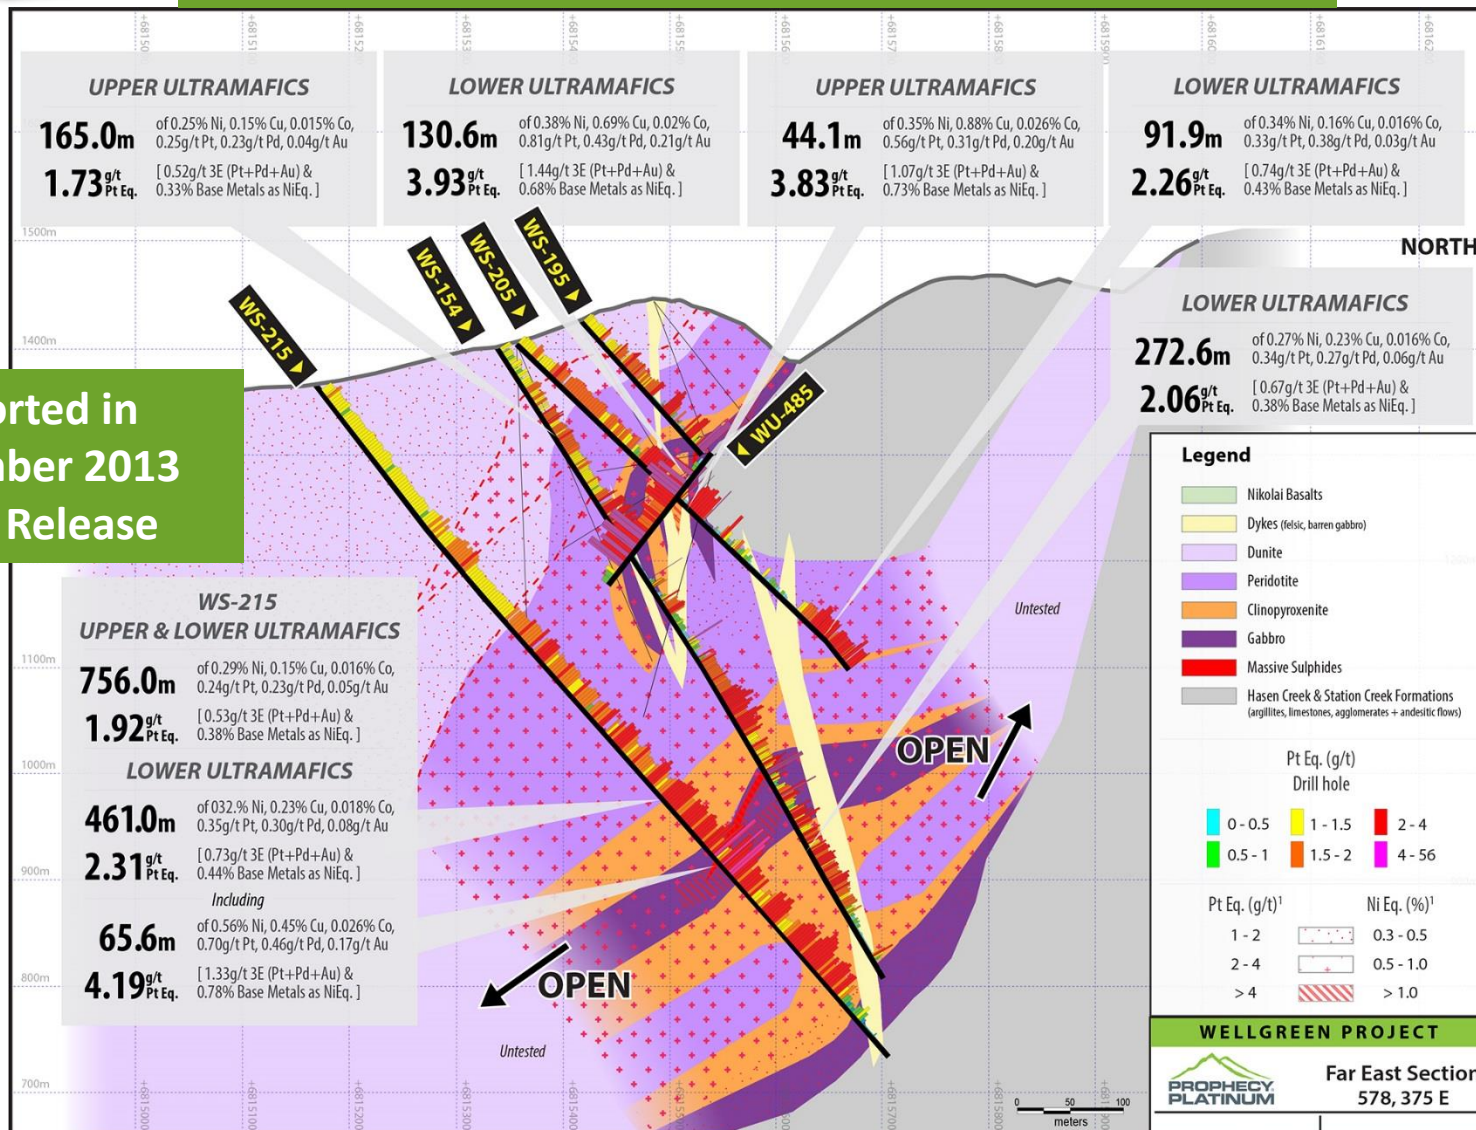 UPPER ULTRAMAFICS
165.0m
of 0.25% Ni, 0.15% Cu, 0.015% Co,
0.25g/t Pt, 0.23g/t Pd, 0.04g/t Au
1.73 g/t Pt Eq.
[ 0.52g/t 3E (Pt+Pd+Au) &
0.33% Base Metals as NiEq. ]
LOWER ULTRAMAFICS
130.6m
of 0.38% Ni, 0.69% Cu, 0.02% Co,
0.81g/t Pt, 0.43g/t Pd, 0.21g/t Au
3.93 g/t Pt Eq.
[ 1.44g/t 3E (Pt+Pd+Au) &
0.68% Base Metals as NiEq. ]
UPPER ULTRAMAFICS
44.1m
of 0.35% Ni, 0.88% Cu, 0.026% Co,
0.56g/t Pt, 0.31g/t Pd, 0.20g/t Au
3.83 g/t Pt Eq.
[ 1.07g/t 3E (Pt+Pd+Au) &
0.73% Base Metals as NiEq. ]
LOWER ULTRAMAFICS
91.9m
of 0.34% Ni, 0.16% Cu, 0.016% Co,
0.33g/t Pt, 0.38g/t Pd, 0.03g/t Au
2.26 g/t Pt Eq.
[ 0.74g/t 3E (Pt+Pd+Au) &
0.43% Base Metals as NiEq. ]
1500m
NORTH
LOWER ULTRAMAFICS
272.6m
of 0.27% Ni, 0.23% Cu, 0.016% Co,
0.34g/t Pt, 0.27g/t Pd, 0.06g/t Au
2.06 g/t Pt Eq.
[ 0.67g/t 3E (Pt+Pd+Au) &
0.38% Base Metals as NiEq. ]
WS-215
WS-154
WS-205
WS-195
WU-485
1400m
orted in
mber 2013
Release
WS-215
UPPER & LOWER ULTRAMAFICS
756.0m
of 0.29% Ni, 0.15% Cu, 0.016% Co,
0.24g/t Pt, 0.23g/t Pd, 0.05g/t Au
1.92 g/t Pt Eq.
[ 0.53g/t 3E (Pt+Pd+Au) &
0.38% Base Metals as NiEq. ]
LOWER ULTRAMAFICS
461.0m
of 032.% Ni, 0.23% Cu, 0.018% Co,
0.35g/t Pt, 0.30g/t Pd, 0.08g/t Au
2.31 g/t Pt Eq.
[ 0.73g/t 3E (Pt+Pd+Au) &
0.44% Base Metals as NiEq. ]
Including
65.6m
of 0.56% Ni, 0.45% Cu, 0.026% Co,
0.70g/t Pt, 0.46g/t Pd, 0.17g/t Au
4.19 g/t Pt Eq.
[ 1.33g/t 3E (Pt+Pd+Au) &
0.78% Base Metals as NiEq. ]
1100m
1000m
900m
800m
700m
OPEN
OPEN
Untested
Untested
Legend
Nikolai Basalts
Dykes (felsic, barren gabbro)
Dunite
Peridotite
Clinopyroxenite
Gabbro
Massive Sulphides
Hasen Creek & Station Creek Formations
(argillites, limestones, agglomerates + andesitic flows)
Pt Eq. (g/t)
Drill hole
0 - 0.5
1 - 1.5
2 - 4
0.5 - 1
1.5 - 2
4 - 56
Pt Eq. (g/t)1 Ni Eq. (%)1
1 - 2 0.3 - 0.5
2 - 4 0.5 - 1.0
> 4 > 1.0
0 50 100
meters
WELLGREEN PROJECT
PROPHECY
PLATINUM
Far East Section
578, 375 E